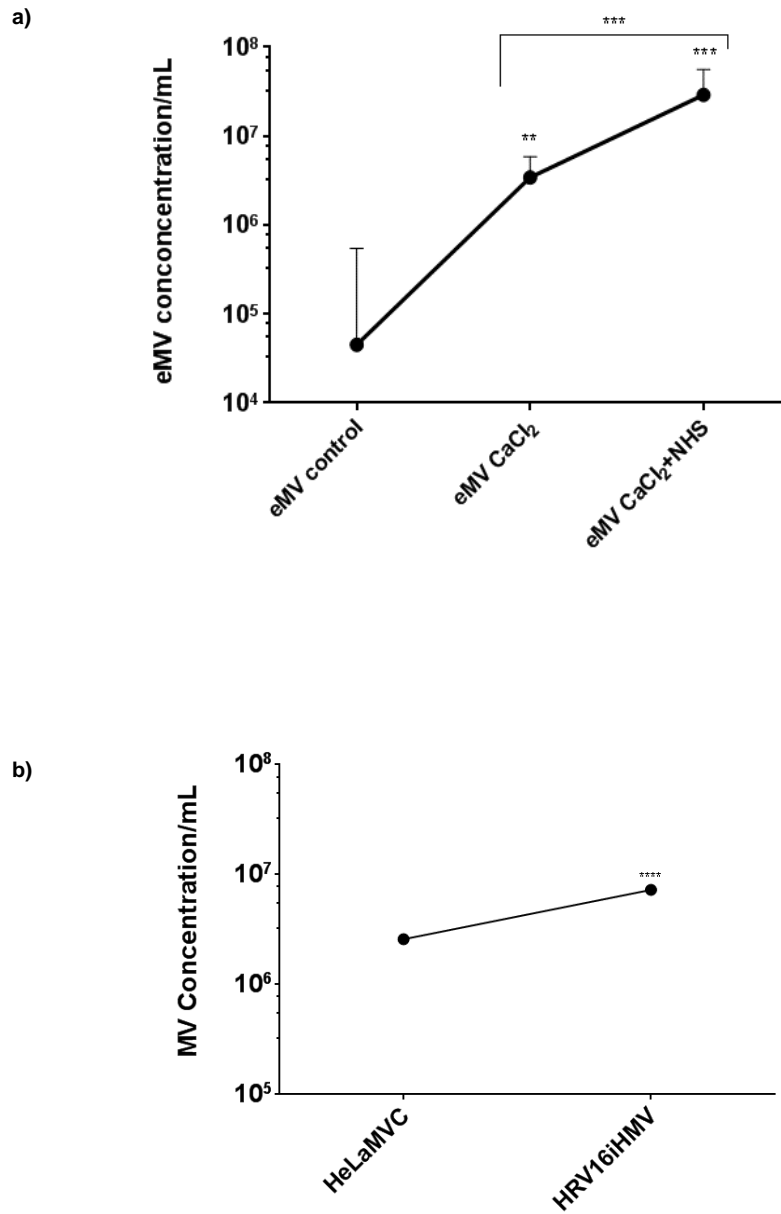 a)
***
***
**
eMV conconcentration/mL
10⁸
10⁷
10⁶
10⁵
10⁴
eMV control
eMV CaCl₂
eMV CaCl₂+NHS
b)
MV Concentration/mL
10⁸
10⁷
10⁶
10⁵
****
HeLaMVC
HRV16iHMV